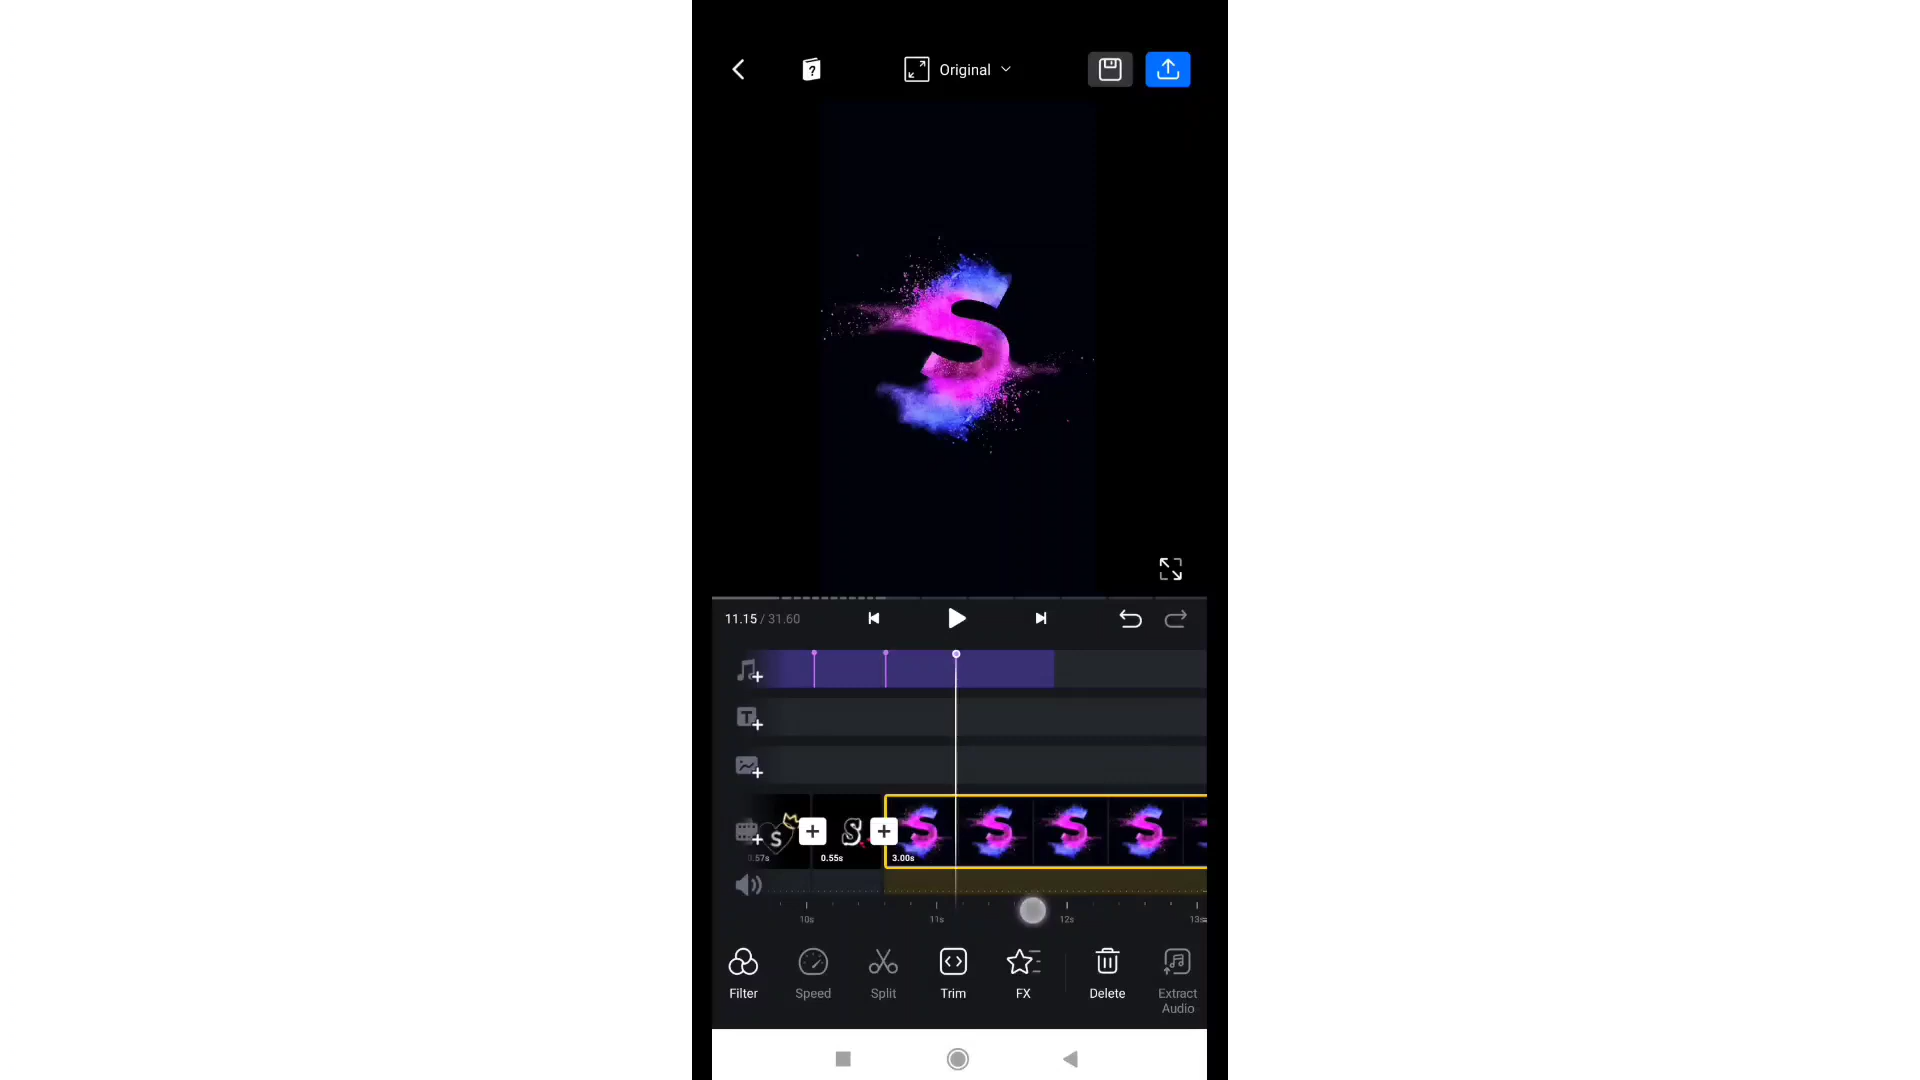 Original
S
11.15 / 31.60
S
S
S
S
S
S
0.57s
0.55s
3.00s
10s
11s
12s
13s
Filter
Speed
Split
Trim
FX
Delete
Extract
Audio